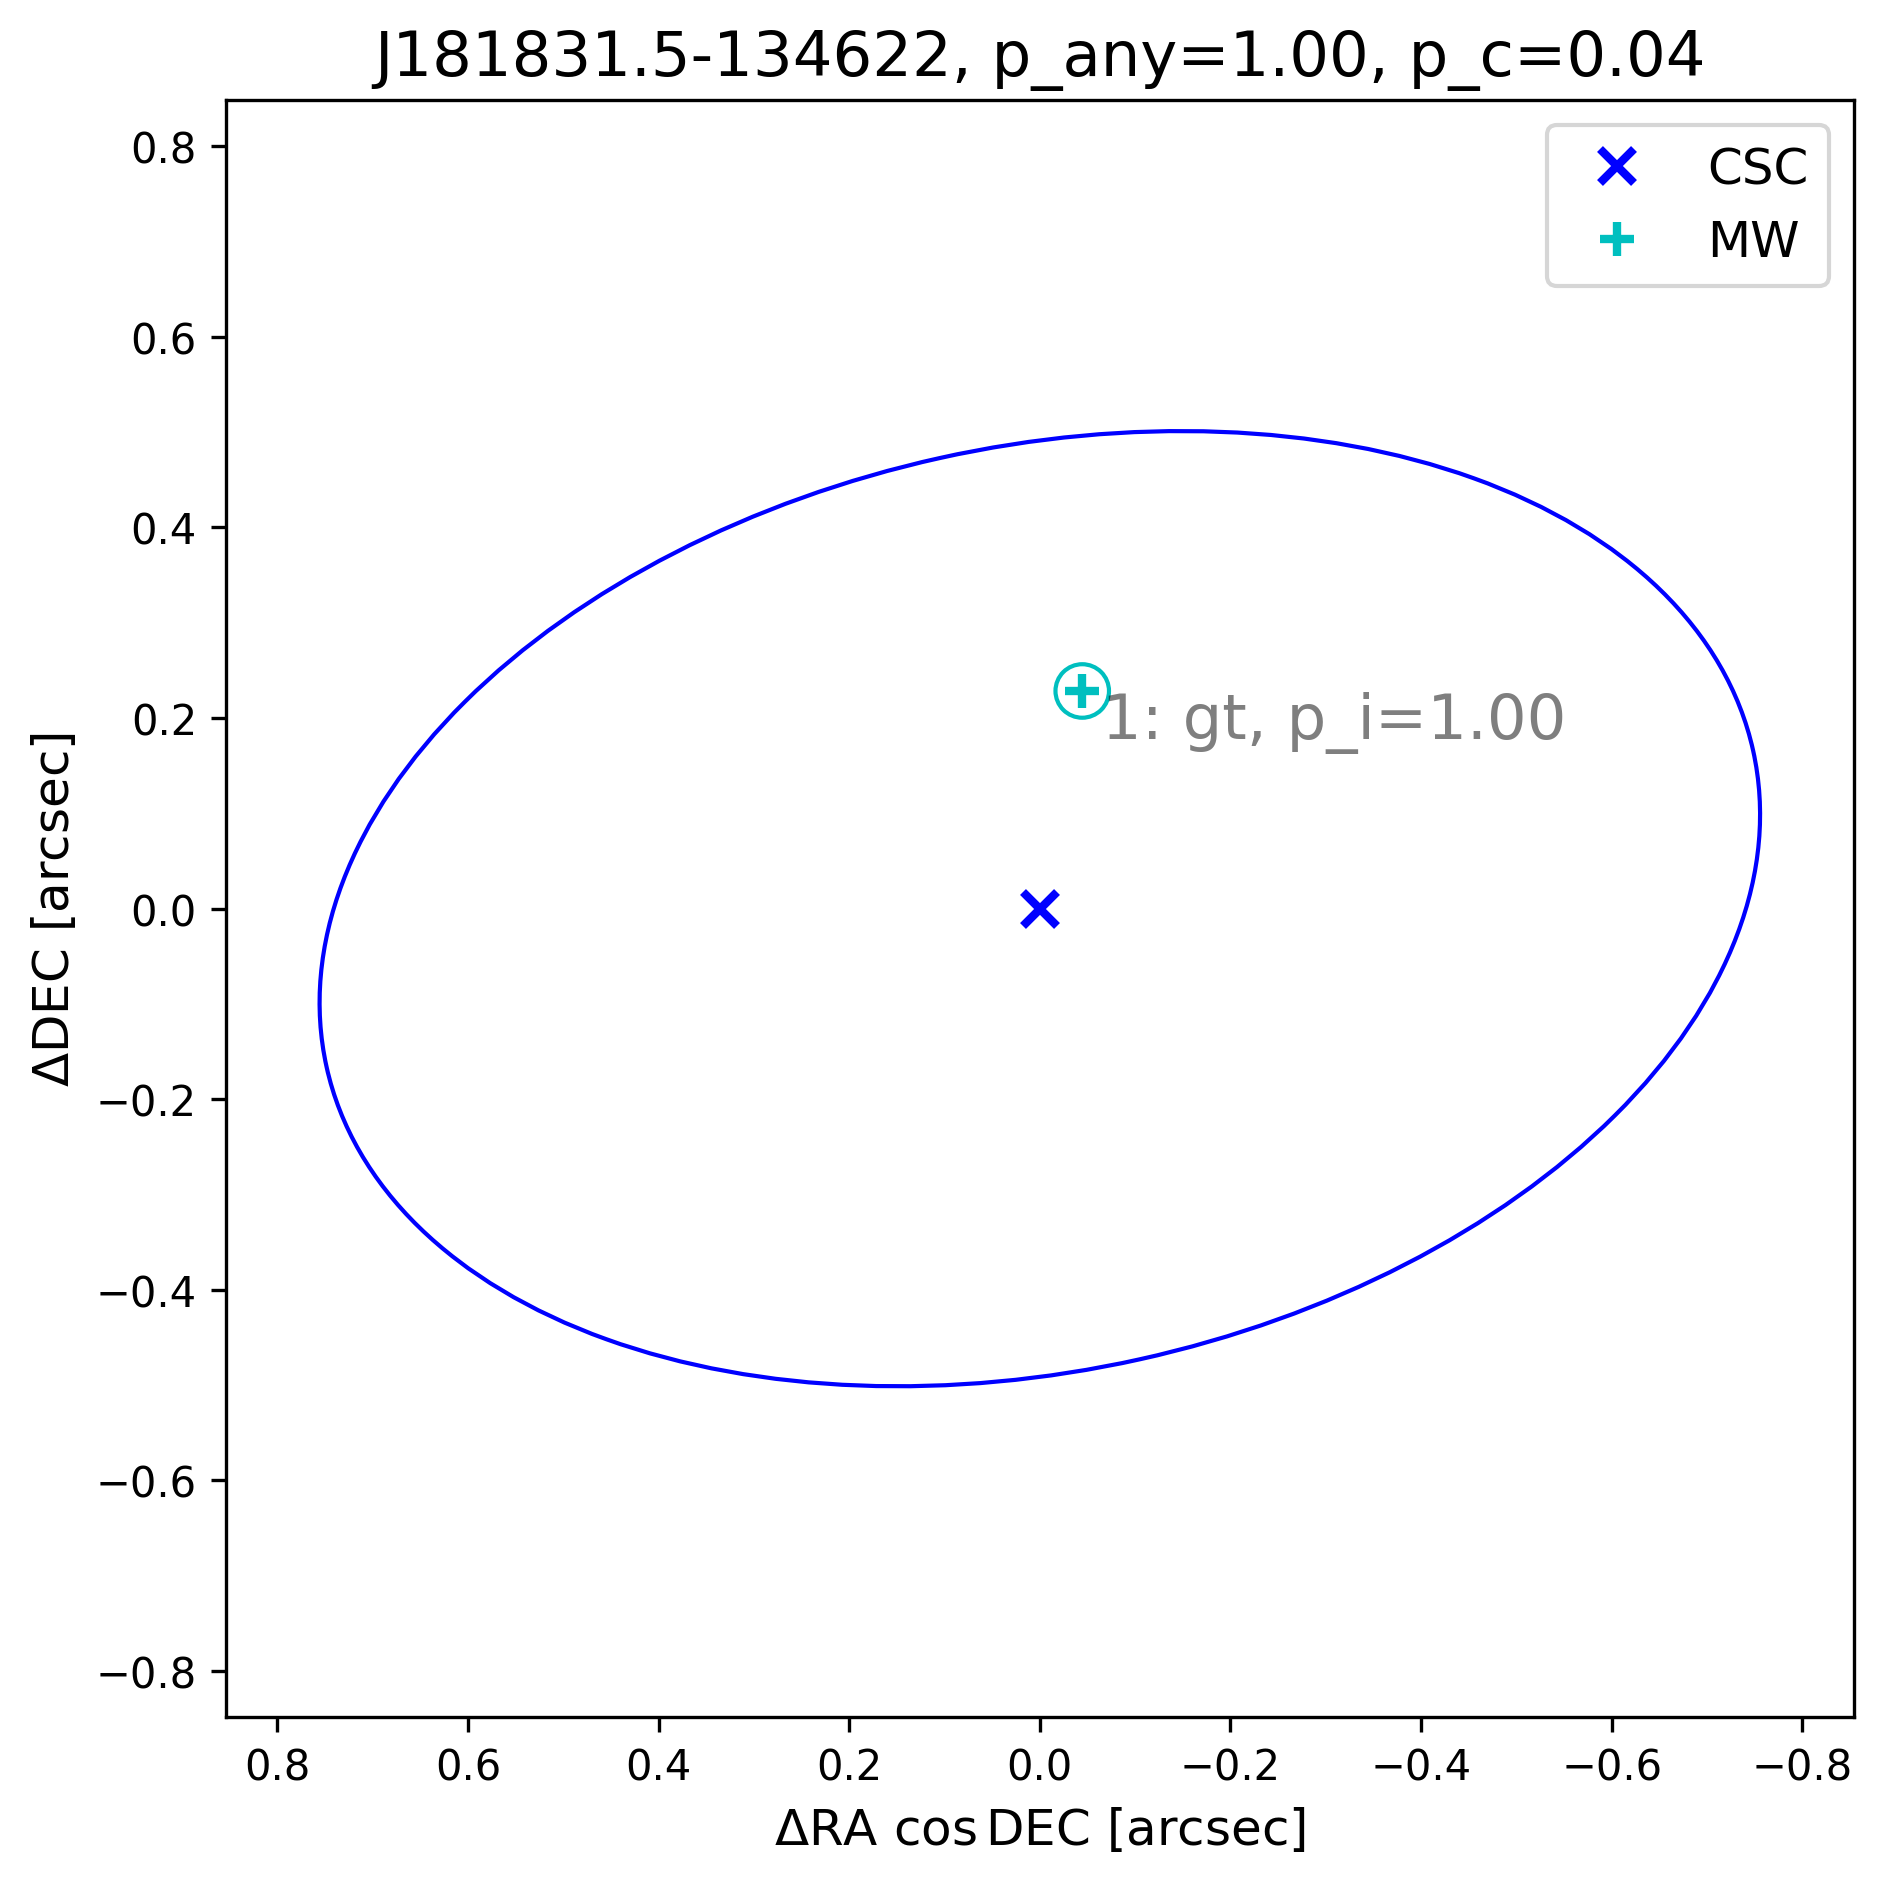 J181831.5-134622, p_any=1.00, p_c=0.04
CSC
MW
0.8
0.6
0.4
0.2
0.0
−0.2
−0.4
−0.6
−0.8
ΔDEC [arcsec]
1: gt, p_i=1.00
0.8 0.6 0.4 0.2 0.0 −0.2 −0.4 −0.6 −0.8
ΔRA cos DEC [arcsec]